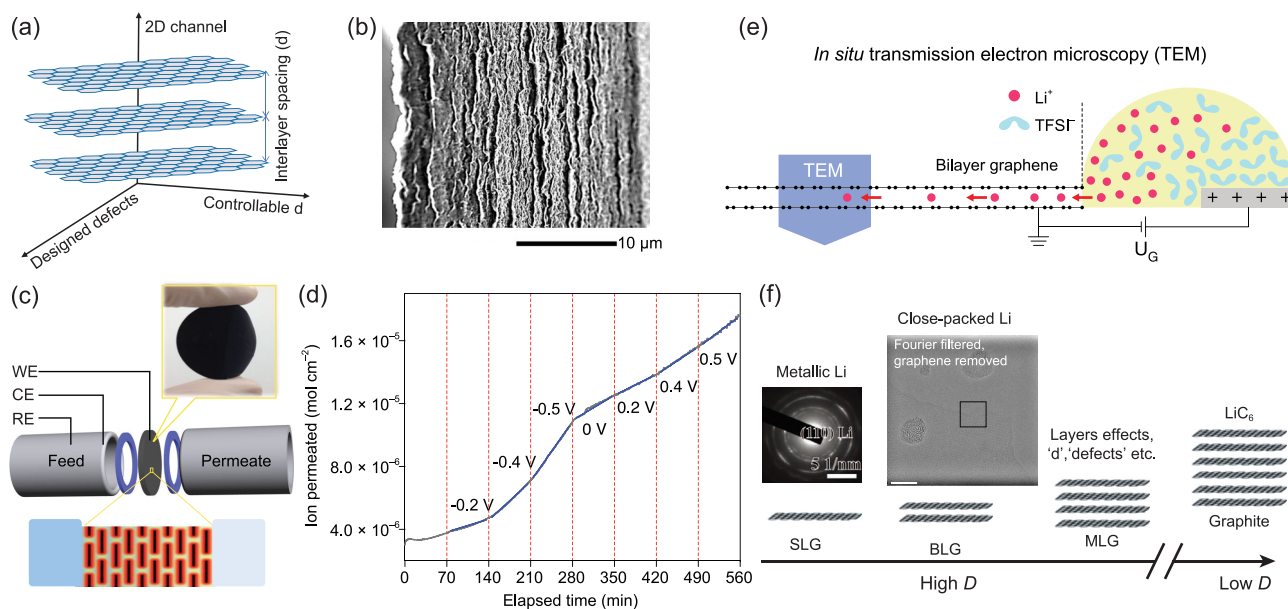 (a)
2D channel
Interlayer spacing (d)
Controllable d
Designed defects
(b)
10 µm
(c)
WE
CE
RE
Feed
Permeate
(d)
Ion permeated (mol cm⁻²)
1.6 × 10⁻⁵
1.2 × 10⁻⁵
8.0 × 10⁻⁶
4.0 × 10⁻⁶
-0.2 V
-0.4 V
-0.5 V
0 V
0.2 V
0.4 V
0.5 V
0 70 140 210 280 350 420 490 560
Elapsed time (min)
(e)
In situ transmission electron microscopy (TEM)
Li⁺
TFSI⁻
Bilayer graphene
TEM
+ + + +
U_G
(f)
Close-packed Li
Fourier filtered,
graphene removed
Metallic Li
(110) Li
5 1/nm
Layers effects,
'd','defects' etc.
LiC₆
Graphite
SLG
BLG
MLG
High D
Low D